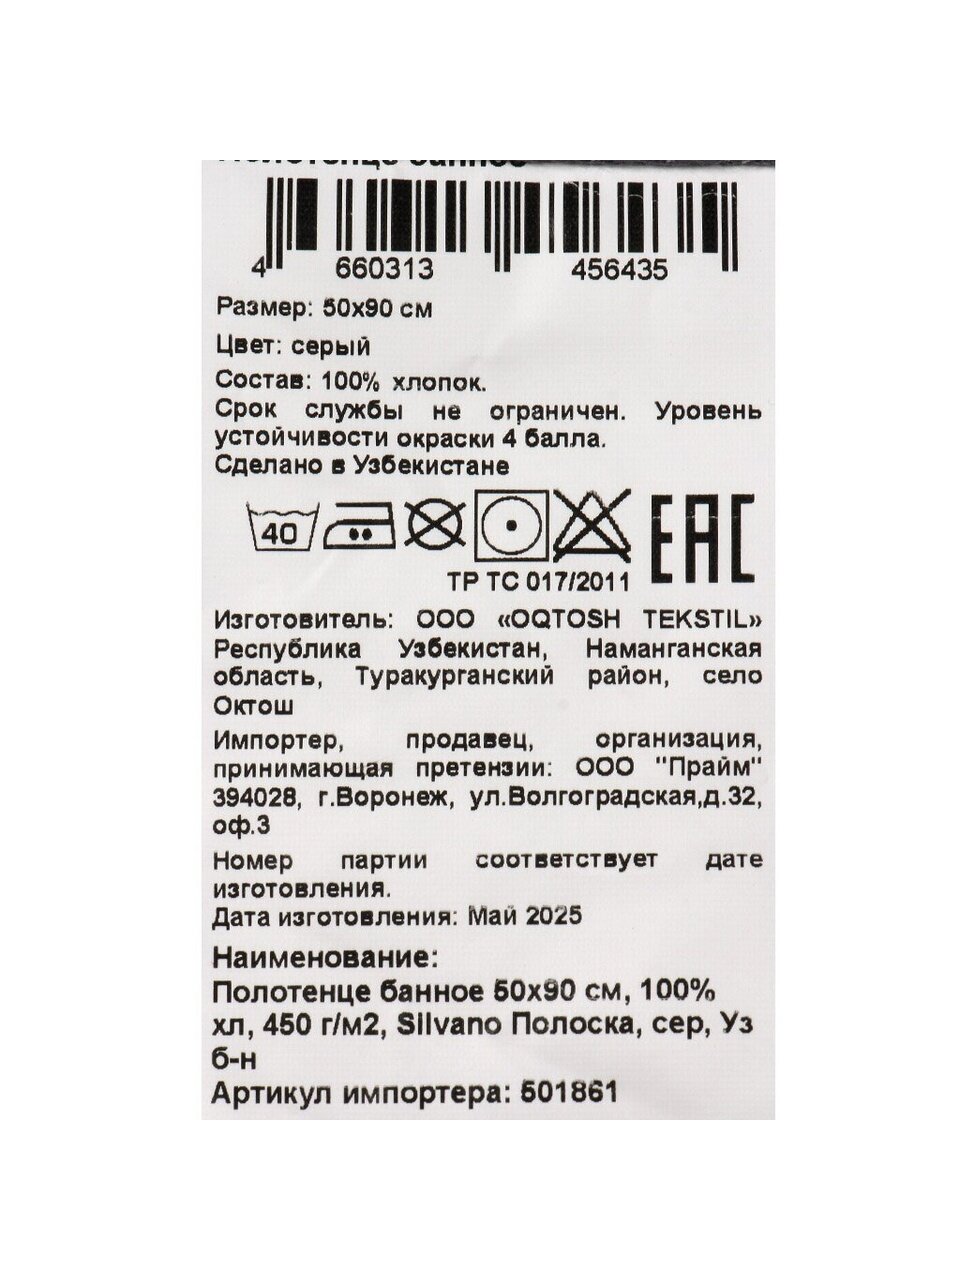 Полотенце банное
4 660313 456435
Размер: 50х90 см
Цвет: серый
Состав: 100% хлопок.
Срок службы не ограничен. Уровень
устойчивости окраски 4 балла.
Сделано в Узбекистане
40
ТР ТС 017/2011
EAC
Изготовитель: ООО «OQTOSH TEKSTIL»
Республика Узбекистан, Наманганская
область, Туракурганский район, село
Октош
Импортер, продавец, организация,
принимающая претензии: ООО "Прайм"
394028, г.Воронеж, ул.Волгоградская,д.32,
оф.3
Номер партии соответствует дате
изготовления.
Дата изготовления: Май 2025
Наименование:
Полотенце банное 50х90 см, 100%
хл, 450 г/м2, Silvano Полоска, сер, Уз
б-н
Артикул импортера: 501861